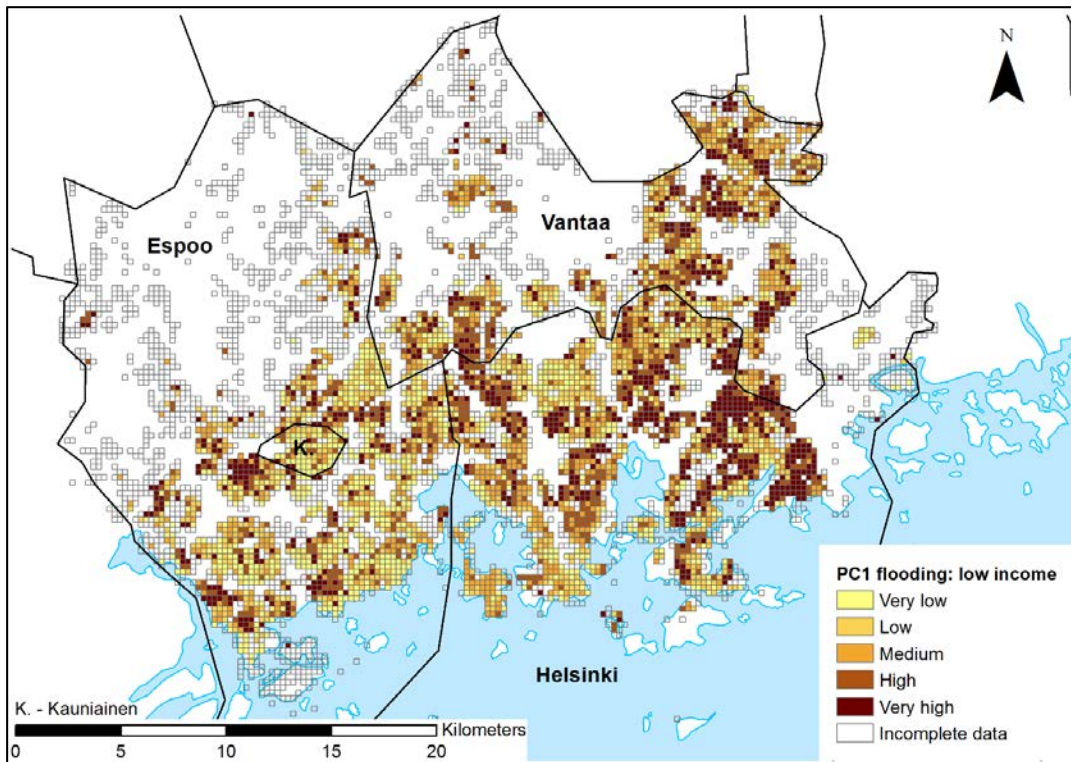 N
Espoo
Vantaa
K.
Helsinki
PC1 flooding: low income
Very low
Low
Medium
High
Very high
Incomplete data
K. - Kauniainen
Kilometers
0 5 10 15 20